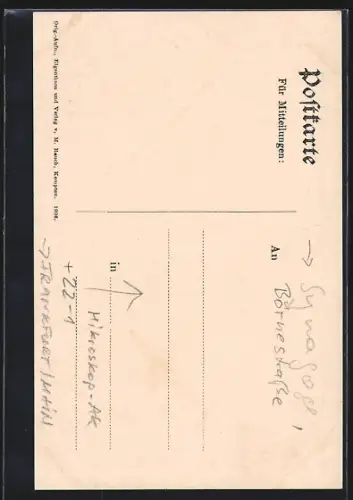 Postkarte
Für Mitteilungen:
An
→ Synagoge,
Börnestraße
in
Mikroskop-AK
+ 22-1
→ FRANKFURT / MAIN
Orig.-Aufn., Eigenthum und Verlag v. M. Rauch, Kempten. 1904.